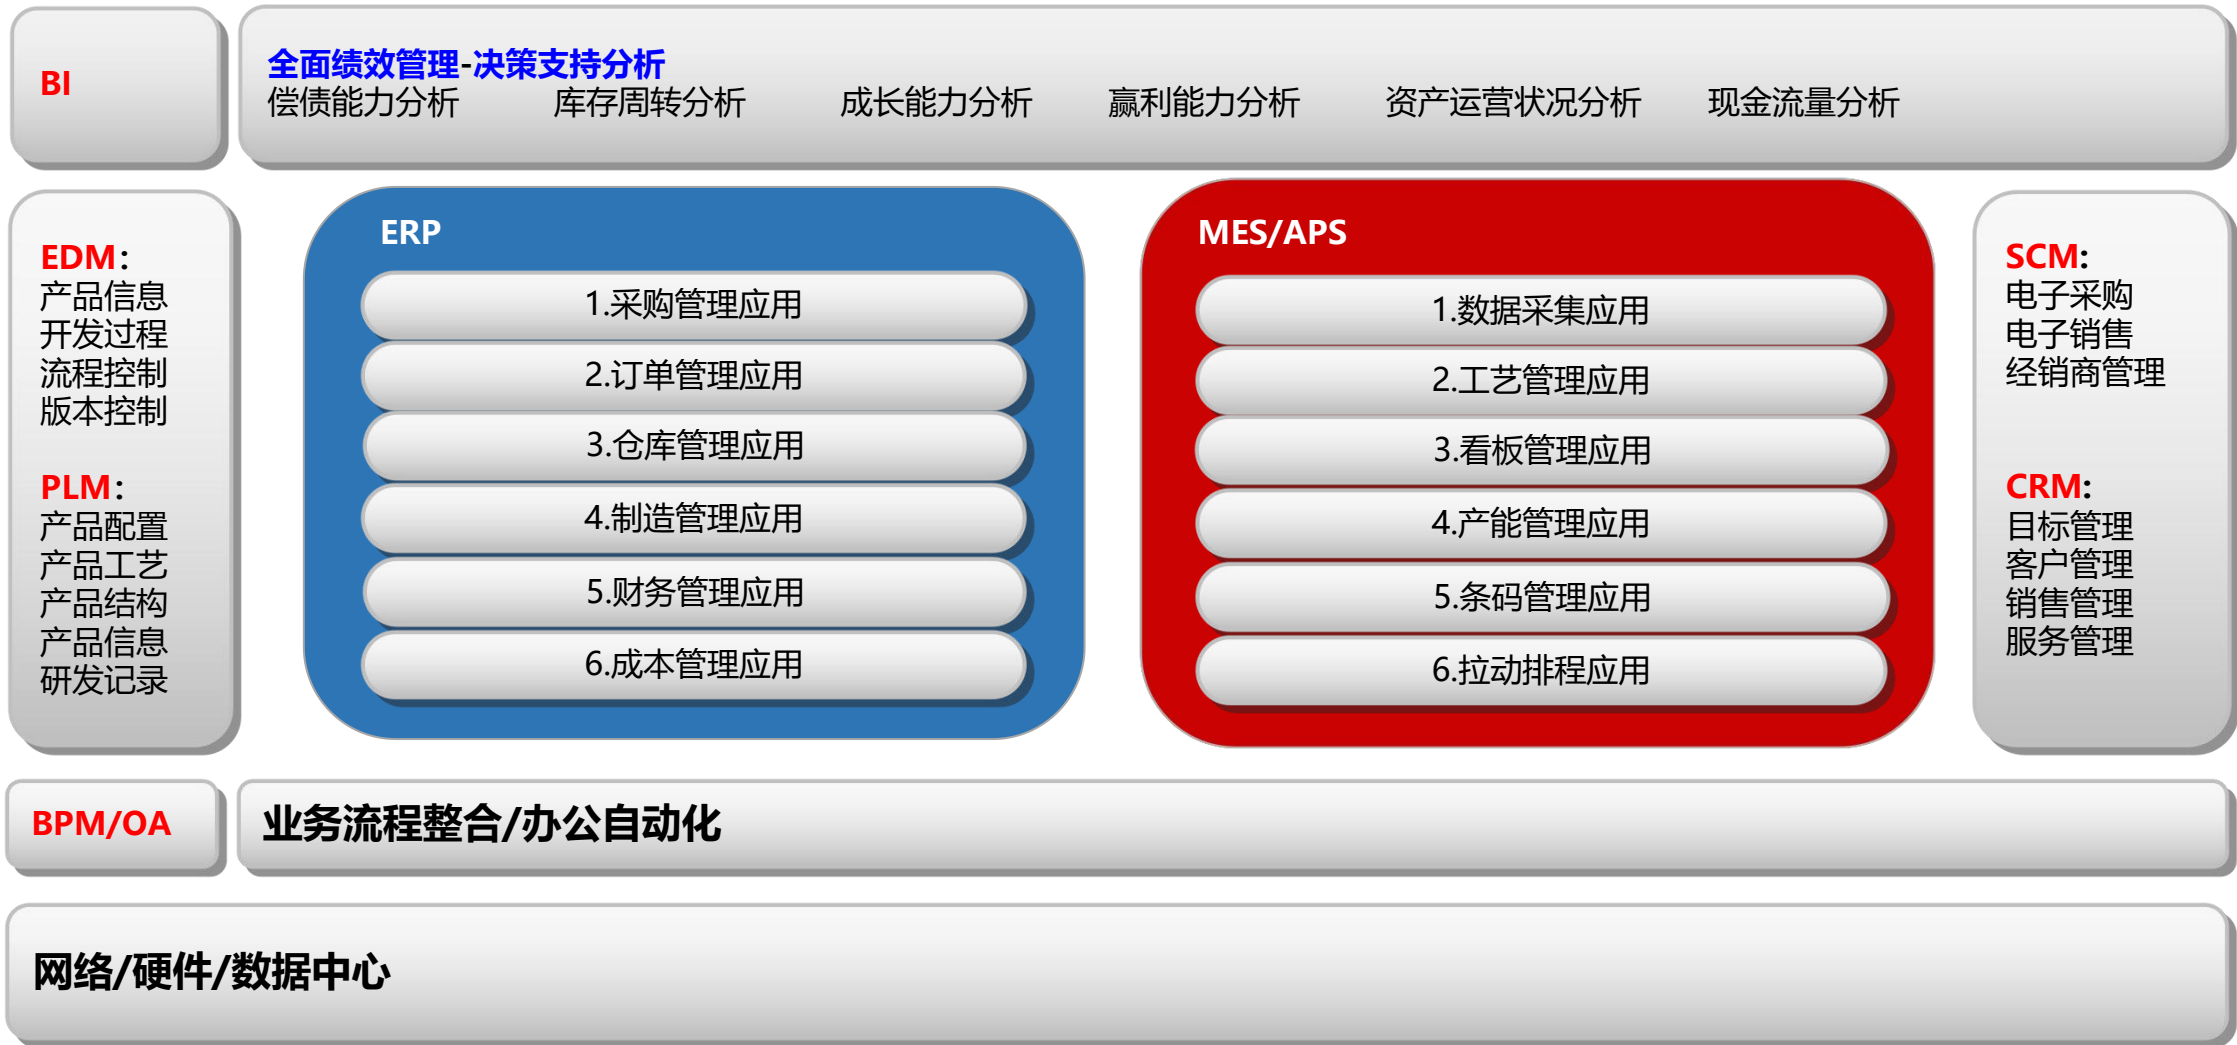 BI
全面绩效管理-决策支持分析
偿债能力分析 库存周转分析 成长能力分析 赢利能力分析 资产运营状况分析 现金流量分析
EDM：
产品信息
开发过程
流程控制
版本控制
PLM：
产品配置
产品工艺
产品结构
产品信息
研发记录
ERP
1.采购管理应用
2.订单管理应用
3.仓库管理应用
4.制造管理应用
5.财务管理应用
6.成本管理应用
MES/APS
1.数据采集应用
2.工艺管理应用
3.看板管理应用
4.产能管理应用
5.条码管理应用
6.拉动排程应用
SCM:
电子采购
电子销售
经销商管理
CRM:
目标管理
客户管理
销售管理
服务管理
BPM/OA
业务流程整合/办公自动化
网络/硬件/数据中心